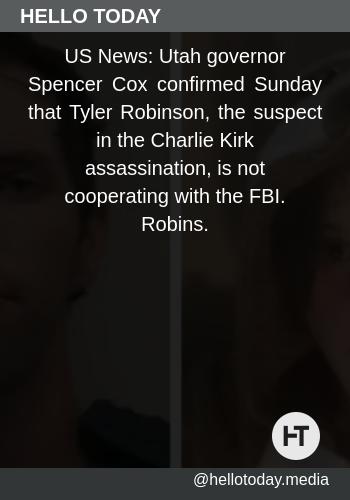 HELLO TODAY
US News: Utah governor
Spencer Cox confirmed Sunday
that Tyler Robinson, the suspect
in the Charlie Kirk
assassination, is not
cooperating with the FBI.
Robins.
HT
@hellotoday.media